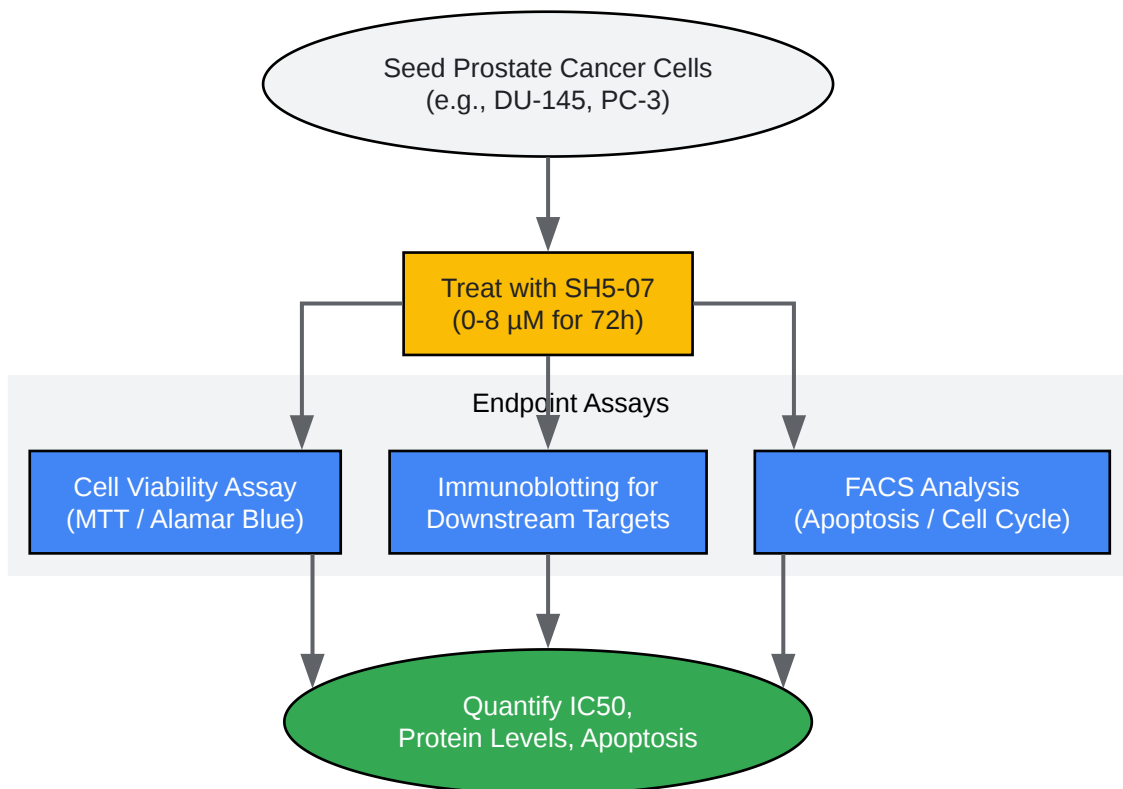 Seed Prostate Cancer Cells
(e.g., DU-145, PC-3)
Treat with SH5-07
(0-8 µM for 72h)
Endpoint Assays
Cell Viability Assay
(MTT / Alamar Blue)
Immunoblotting for
Downstream Targets
FACS Analysis
(Apoptosis / Cell Cycle)
Quantify IC50,
Protein Levels, Apoptosis